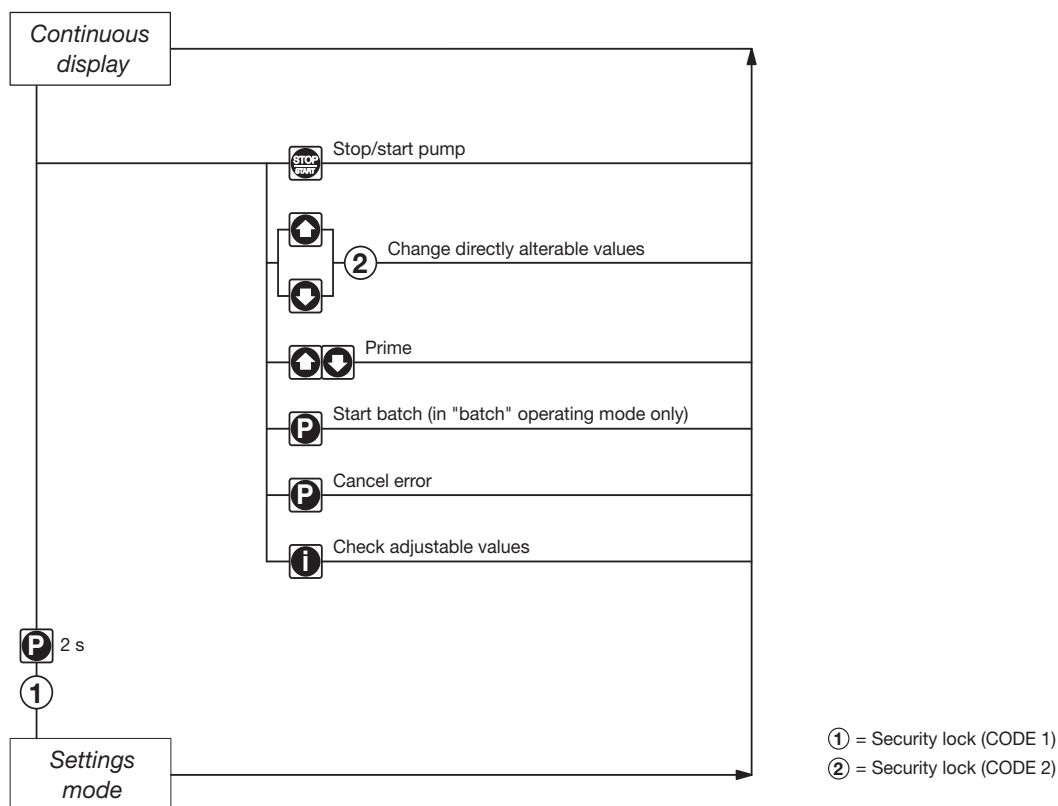 Continuous
display
STOP
START
Stop/start pump
2
Change directly alterable values
Prime
P
Start batch (in "batch" operating mode only)
P
Cancel error
i
Check adjustable values
P 2 s
1
Settings
mode
1 = Security lock (CODE 1)
2 = Security lock (CODE 2)